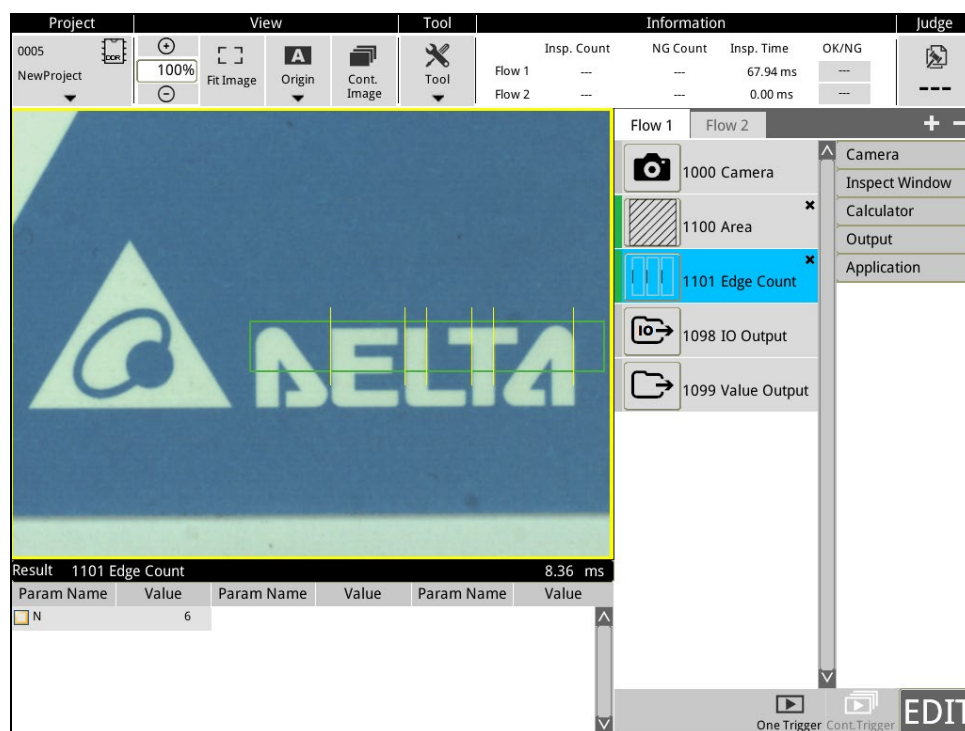 Project View Tool Information Judge
0005
NewProject
DDR
100%
Fit Image
A
Origin
Cont. Image
Tool
Insp. Count NG Count Insp. Time OK/NG
Flow 1 --- --- 67.94 ms ---
Flow 2 --- --- 0.00 ms ---
---
Flow 1 Flow 2
1000 Camera
1100 Area
1101 Edge Count
IO
1098 IO Output
1099 Value Output
Camera
Inspect Window
Calculator
Output
Application
DELTA
Result 1101 Edge Count 8.36 ms
Param Name Value Param Name Value Param Name Value
N 6
One Trigger Cont.Trigger
EDIT